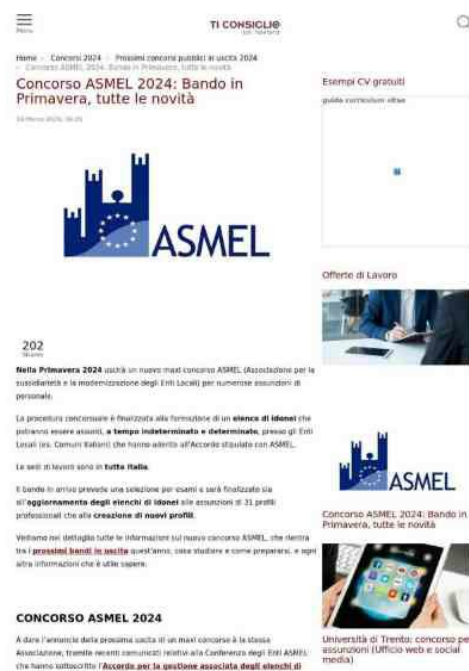 Menu
TI CONSIGLI@
Home › Concorsi 2024 › Prossimi concorsi pubblici in uscita 2024
› Concorso ASMEL 2024: Bando in Primavera, tutte le novità
Concorso ASMEL 2024: Bando in
Primavera, tutte le novità
ASMEL
202
Shares
Nella Primavera 2024 uscirà un nuovo maxi concorso ASMEL (Associazione per la
sussidiarietà e la modernizzazione degli Enti Locali) per numerose assunzioni di
personale.
La procedura concorsuale è finalizzata alla formazione di un elenco di idonei che
potranno essere assunti, a tempo indeterminato e determinato, presso gli Enti
Locali (es. Comuni italiani) che hanno aderito all'Accordo stipulato con ASMEL.
Le sedi di lavoro sono in tutta Italia.
Il bando in arrivo prevede una selezione per esami e sarà finalizzato sia
all'aggiornamento degli elenchi di idonei alle assunzioni di 31 profili
professionali che alla creazione di nuovi profili.
Vediamo nel dettaglio tutte le informazioni sul nuovo concorso ASMEL, che rientra
tra i prossimi bandi in uscita quest'anno, cosa studiare e come prepararsi, e ogni
altra informazioni che è utile sapere.
CONCORSO ASMEL 2024
A dare l'annuncio della prossima uscita di un maxi concorso è la stessa
Associazione, tramite recenti comunicati relativi alla Conferenza degli Enti ASMEL
che hanno sottoscritto l'Accordo per la gestione associata degli elenchi di
Esempi CV gratuiti
guida curriculum vitae
Offerte di Lavoro
ASMEL
Concorso ASMEL 2024: Bando in
Primavera, tutte le novità
Università di Trento: concorso per
assunzioni (Ufficio web e social
media)